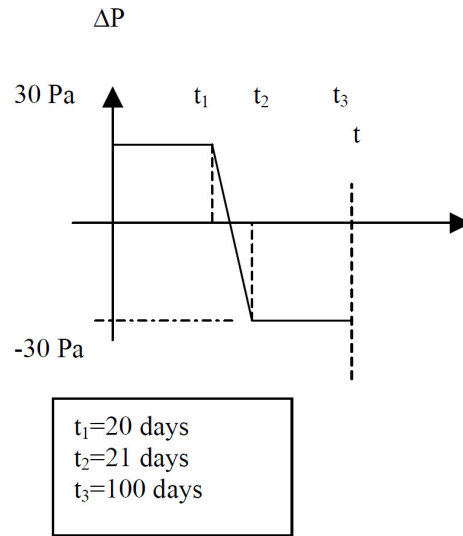 ΔP
30 Pa t₁ t₂ t₃
t
-30 Pa
t₁=20 days
t₂=21 days
t₃=100 days